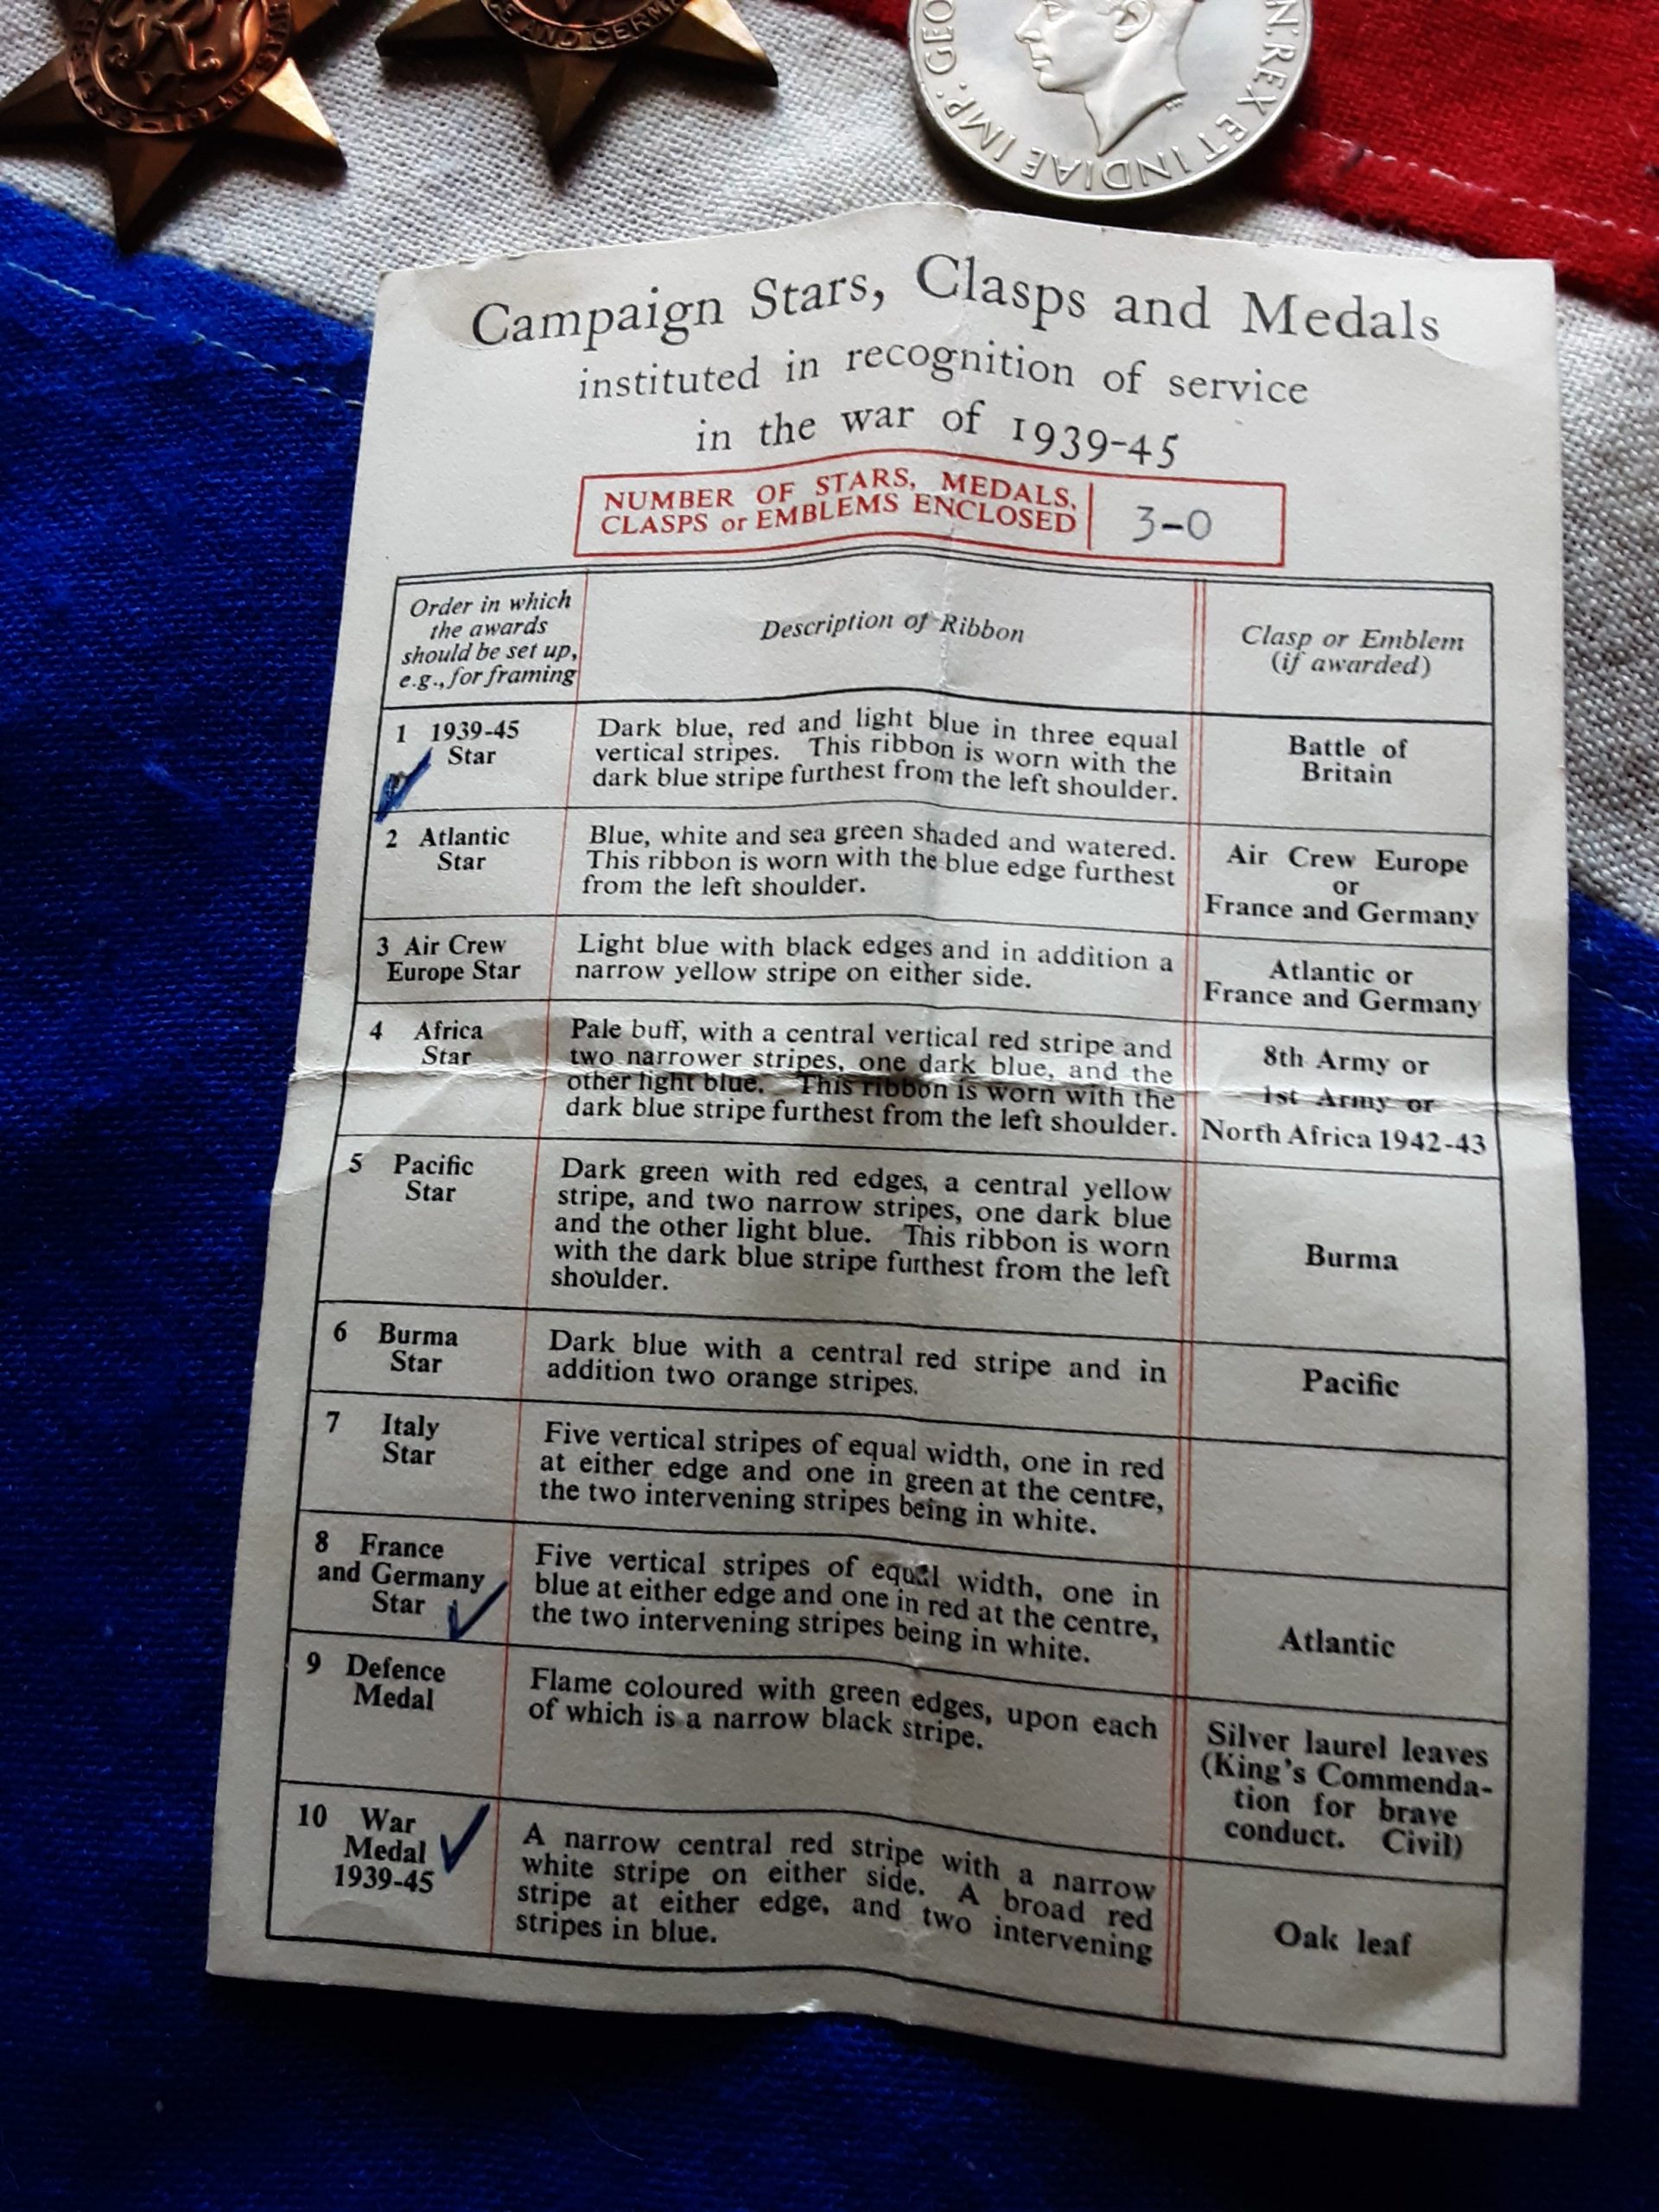 CE AND GERM
GEO
N:REX ET INDIAE IMP:
Campaign Stars, Clasps and Medals
instituted in recognition of service
in the war of 1939-45
NUMBER OF STARS, MEDALS,
CLASPS or EMBLEMS ENCLOSED
3-0
Order in which
the awards
should be set up,
e.g., for framing
Description of Ribbon
Clasp or Emblem
(if awarded)
1 1939-45
Star
Dark blue, red and light blue in three equal
vertical stripes. This ribbon is worn with the
dark blue stripe furthest from the left shoulder.
Battle of
Britain
2 Atlantic
Star
Blue, white and sea green shaded and watered.
This ribbon is worn with the blue edge furthest
from the left shoulder.
Air Crew Europe
or
France and Germany
3 Air Crew
Europe Star
Light blue with black edges and in addition a
narrow yellow stripe on either side.
Atlantic or
France and Germany
4 Africa
Star
Pale buff, with a central vertical red stripe and
two narrower stripes, one dark blue, and the
other light blue. This ribbon is worn with the
dark blue stripe furthest from the left shoulder.
8th Army or
1st Army or
North Africa 1942-43
5 Pacific
Star
Dark green with red edges, a central yellow
stripe, and two narrow stripes, one dark blue
and the other light blue. This ribbon is worn
with the dark blue stripe furthest from the left
shoulder.
Burma
6 Burma
Star
Dark blue with a central red stripe and in
addition two orange stripes.
Pacific
7 Italy
Star
Five vertical stripes of equal width, one in red
at either edge and one in green at the centre,
the two intervening stripes being in white.
8 France
and Germany
Star
Five vertical stripes of equal width, one in
blue at either edge and one in red at the centre,
the two intervening stripes being in white.
Atlantic
9 Defence
Medal
Flame coloured with green edges, upon each
of which is a narrow black stripe.
Silver laurel leaves
(King's Commenda-
tion for brave
conduct. Civil)
10 War
Medal
1939-45
A narrow central red stripe with a narrow
white stripe on either side. A broad red
stripe at either edge, and two intervening
stripes in blue.
Oak leaf